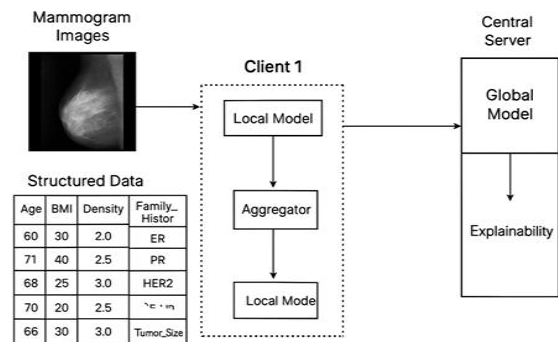 Mammogram
Images
Structured Data
Age BMI Density Family_
Histor
60 30 2.0 ER
71 40 2.5 PR
68 25 3.0 HER2
70 20 2.5
66 30 3.0 Tumor_Size
Client 1
Local Model
Aggregator
Local Mode
Central
Server
Global
Model
Explainability